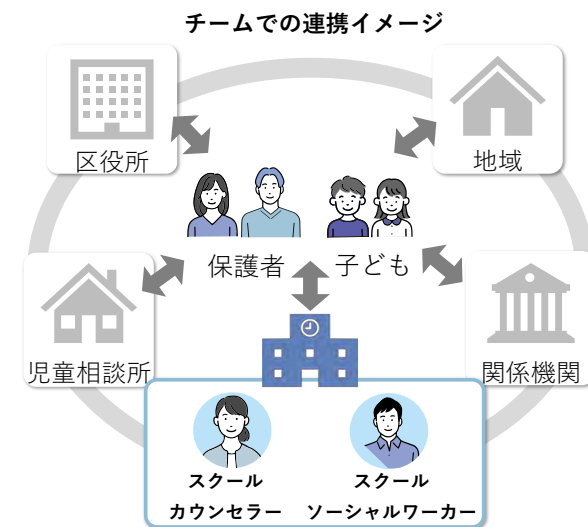 チームでの連携イメージ
区役所
地域
保護者
子ども
児童相談所
関係機関
スクール
カウンセラー
スクール
ソーシャルワーカー